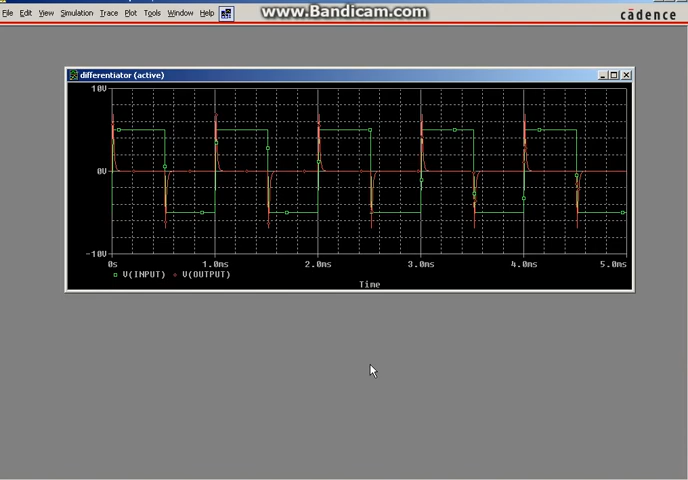 www.Bandicam.com
File Edit View Simulation Trace Plot Tools Window Help
cādence
differentiator (active)
10V
0V
-10V
0s 1.0ms 2.0ms 3.0ms 4.0ms 5.0ms
V(INPUT) V(OUTPUT)
Time